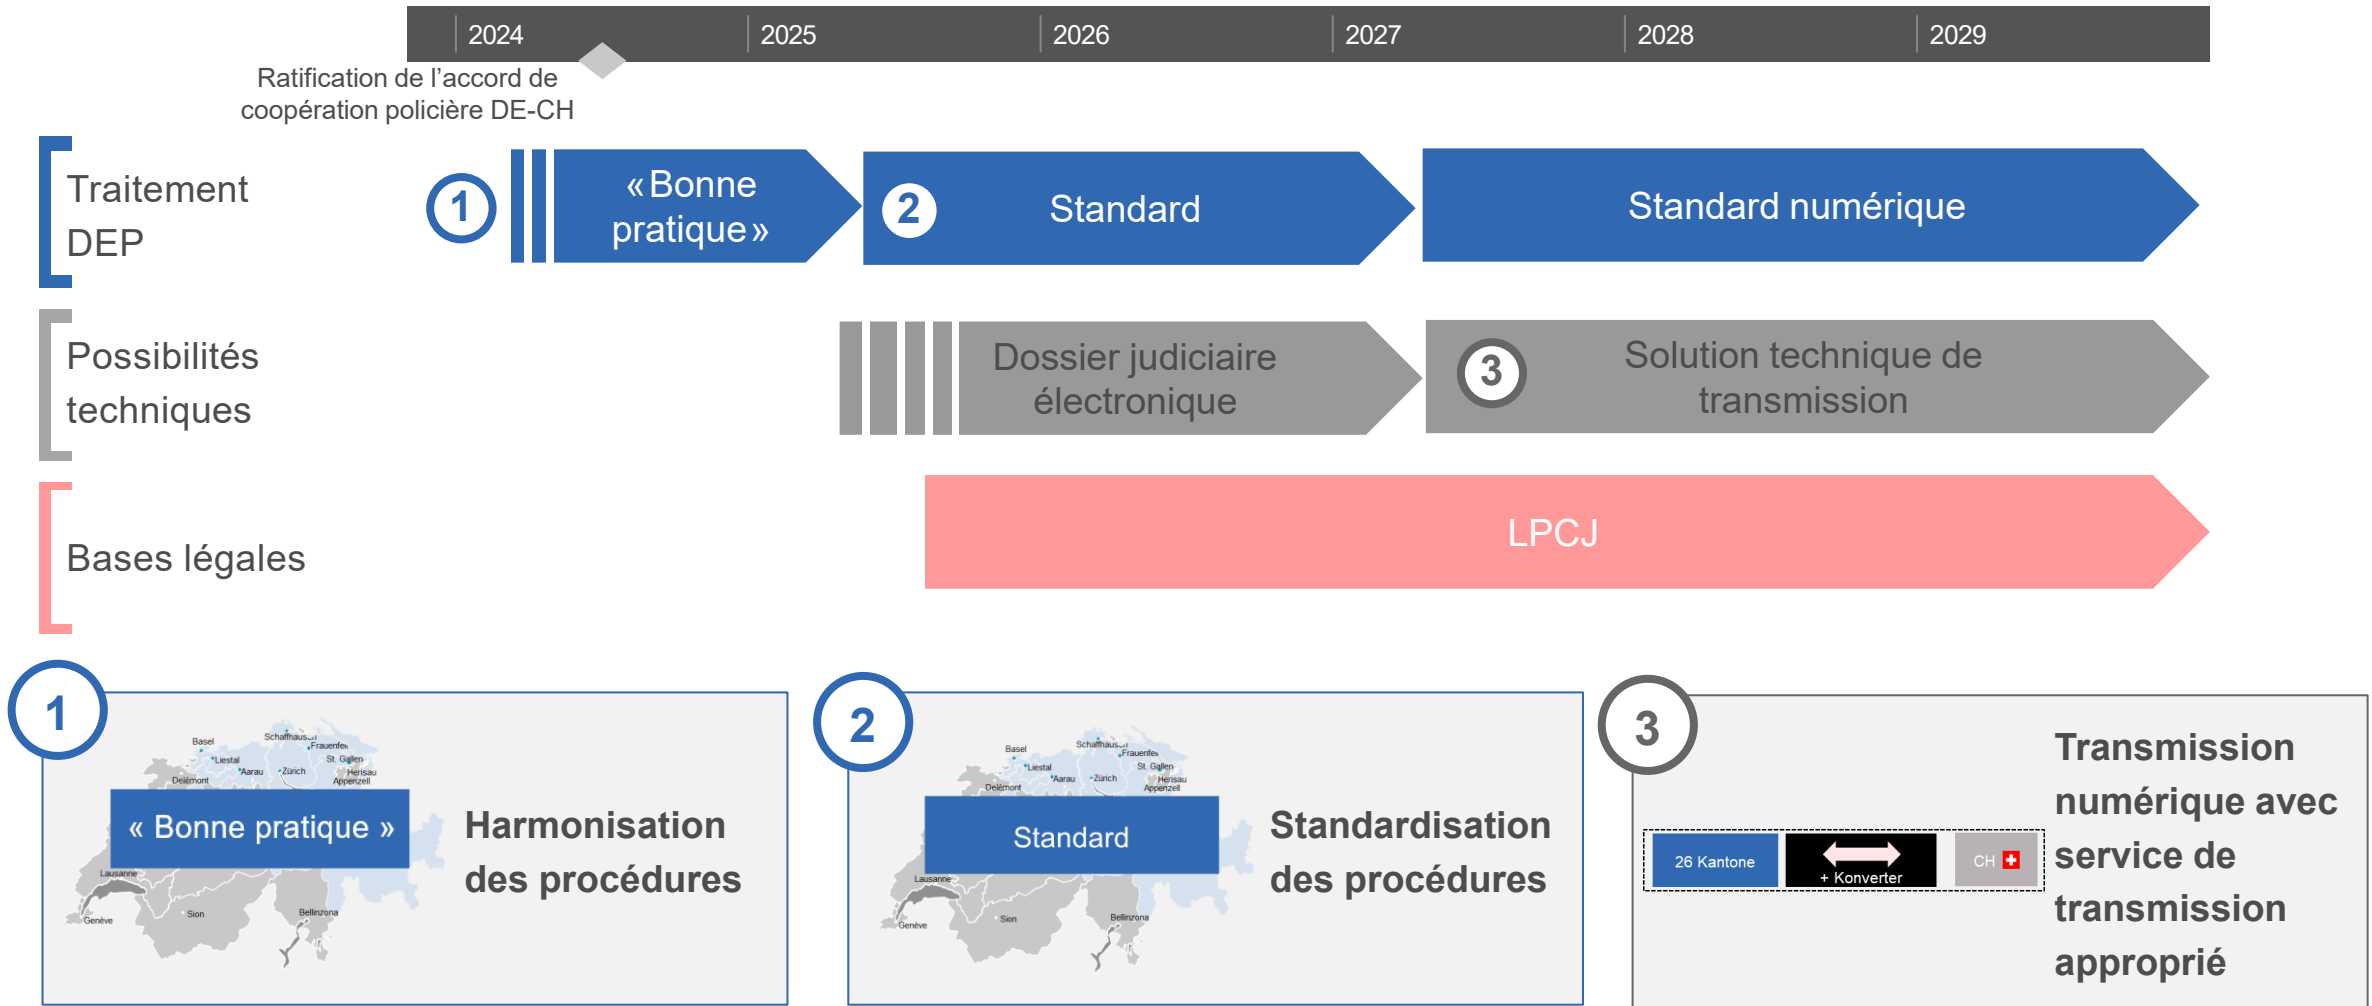 2024
2025
2026
2027
2028
2029
Ratification de l’accord de
coopération policière DE-CH
Traitement
DEP
1
« Bonne
pratique »
2
Standard
Standard numérique
Possibilités
techniques
Dossier judiciaire
électronique
3
Solution technique de
transmission
Bases légales
LPCJ
1
Basel
Schaffhausen
Frauenfeld
Liestal
St. Gallen
Aarau
Zürich
Herisau
Delémont
Appenzell
« Bonne pratique »
Lausanne
Genève
Sion
Bellinzona
Harmonisation
des procédures
2
Basel
Schaffhausen
Frauenfeld
Liestal
St. Gallen
Aarau
Zürich
Herisau
Delémont
Appenzell
Standard
Lausanne
Genève
Sion
Bellinzona
Standardisation
des procédures
3
26 Kantone
+ Konverter
CH
Transmission
numérique avec
service de
transmission
approprié